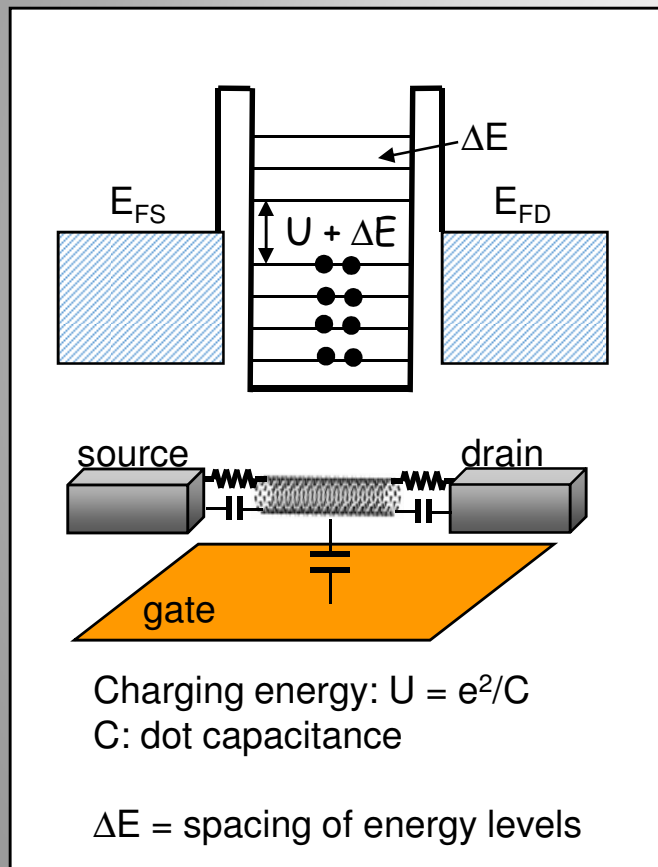 ΔE
E_FS
E_FD
U + ΔE
source
drain
gate
Charging energy: U = e²/C
C: dot capacitance
ΔE = spacing of energy levels